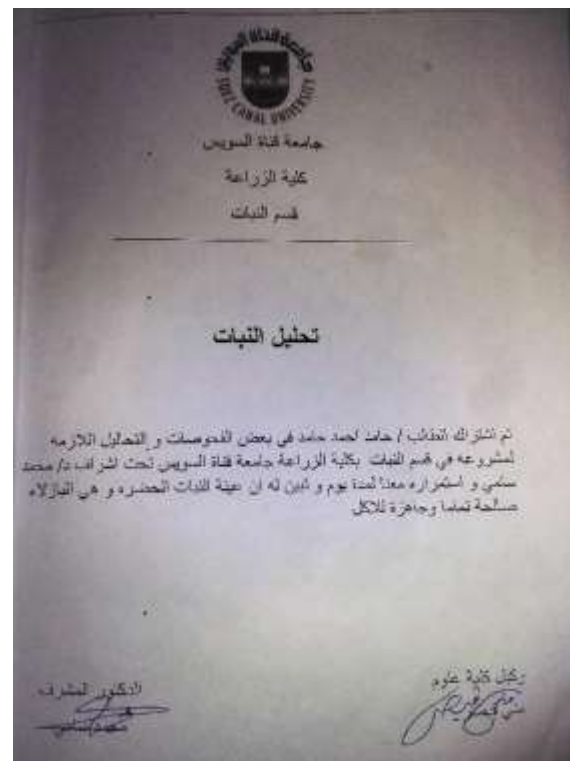 جامعة قناة السويس
SUEZ CANAL UNIVERSITY
جامعة قناة السويس
كلية الزراعة
قسم النبات
تحليل النبات
تم اشتراك الطالب / حامد احمد حامد في بعض الفحوصات و التحاليل اللازمه
لمشروعه في قسم النبات بكلية الزراعة جامعة قناة السويس تحت اشراف د/ محمد
سامي و استمراره معنا لمدة يوم و تبين له ان عينة النبات الحضره و هي البازلاء
صالحة تماما وجاهزة للاكل
وكيل كلية علوم
الدكتور المشرف
محمد سامي